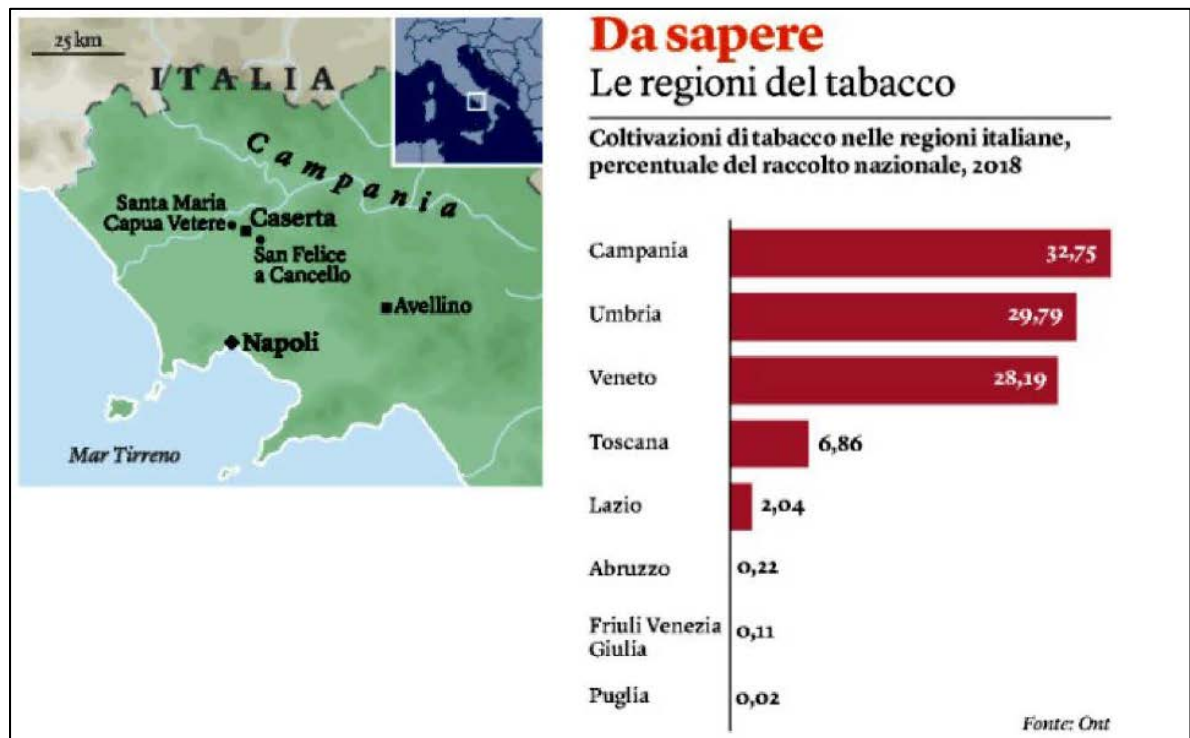 25 km
ITALIA
Campania
Santa Maria
Capua Vetere
Caserta
San Felice
a Cancello
Avellino
Napoli
Mar Tirreno
Da sapere
Le regioni del tabacco
Coltivazioni di tabacco nelle regioni italiane,
percentuale del raccolto nazionale, 2018
Campania 32,75
Umbria 29,79
Veneto 28,19
Toscana 6,86
Lazio 2,04
Abruzzo 0,22
Friuli Venezia
Giulia 0,11
Puglia 0,02
Fonte: Ont